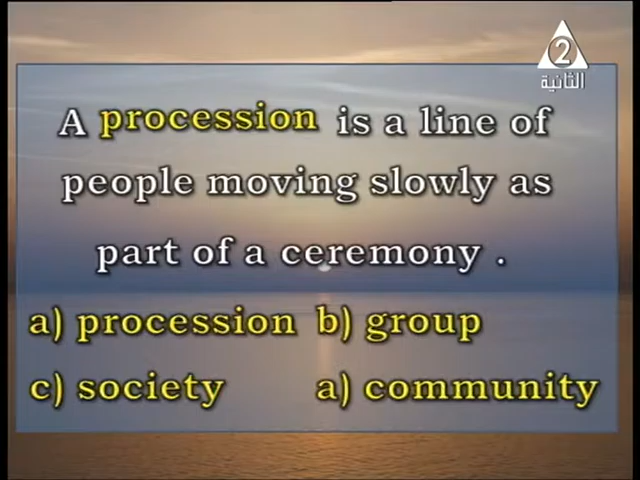 2
الثانية
A procession is a line of
people moving slowly as
part of a ceremony .
a) procession b) group
c) society a) community